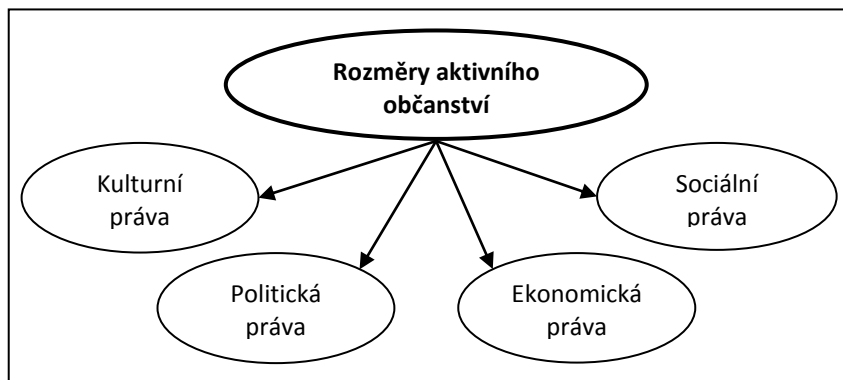 Rozměry aktivního
občanství
Kulturní
práva
Sociální
práva
Politická
práva
Ekonomická
práva